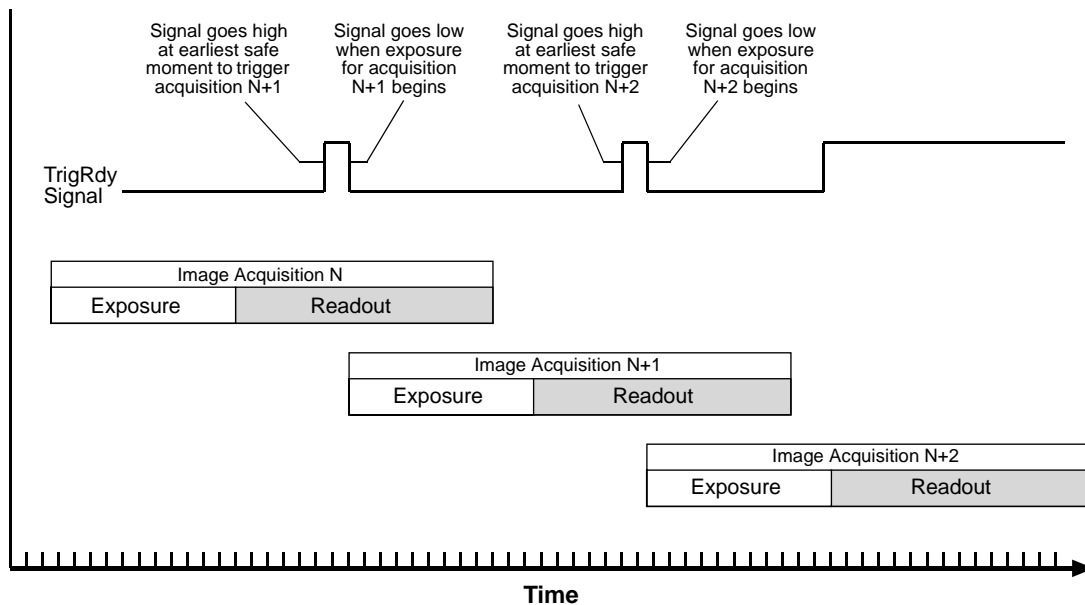 Signal goes high
at earliest safe
moment to trigger
acquisition N+1
Signal goes low
when exposure
for acquisition
N+1 begins
Signal goes high
at earliest safe
moment to trigger
acquisition N+2
Signal goes low
when exposure
for acquisition
N+2 begins
TrigRdy
Signal
Image Acquisition N
Exposure
Readout
Image Acquisition N+1
Exposure
Readout
Image Acquisition N+2
Exposure
Readout
Time